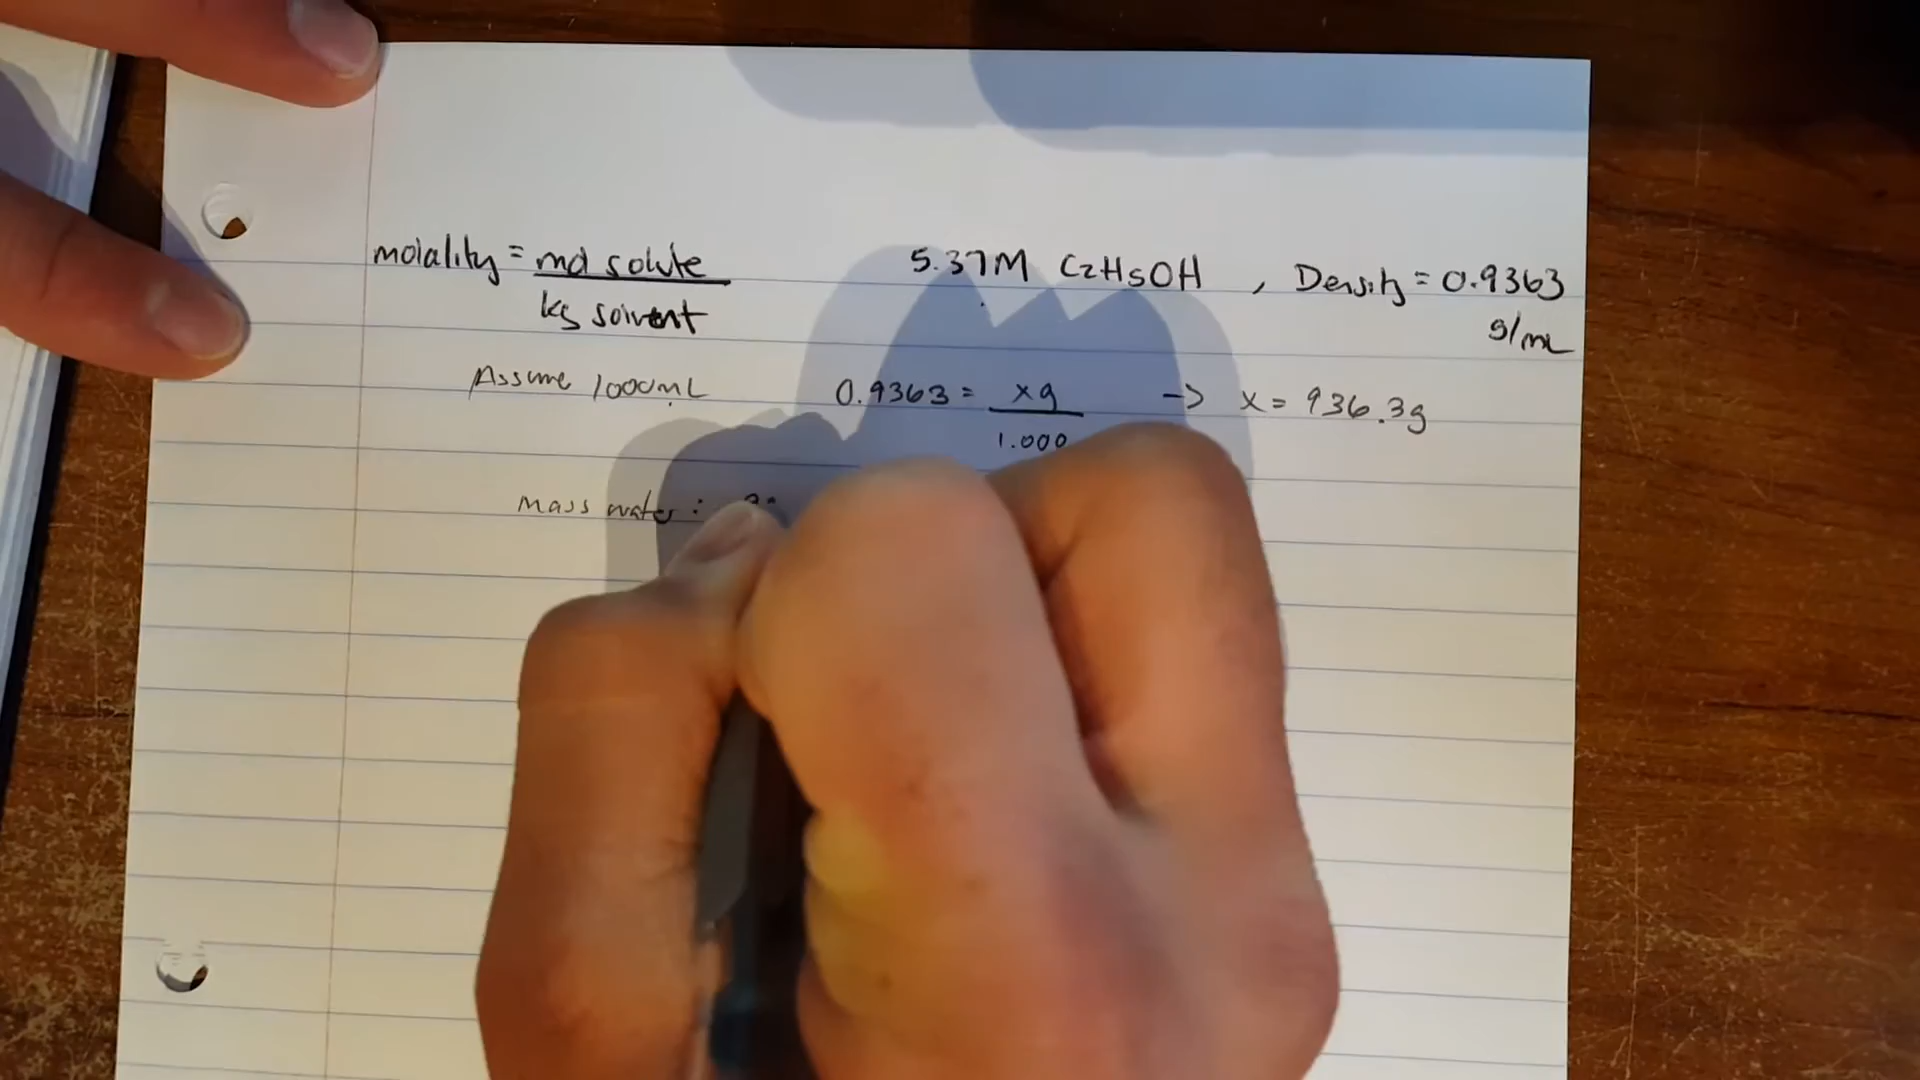 molality = mol solute
kg solvent
5.37M C2H5OH , Density = 0.9363
g/mL
Assume 1000mL 0.9363 = xg -> x = 936.3g
1.000
Mass water :